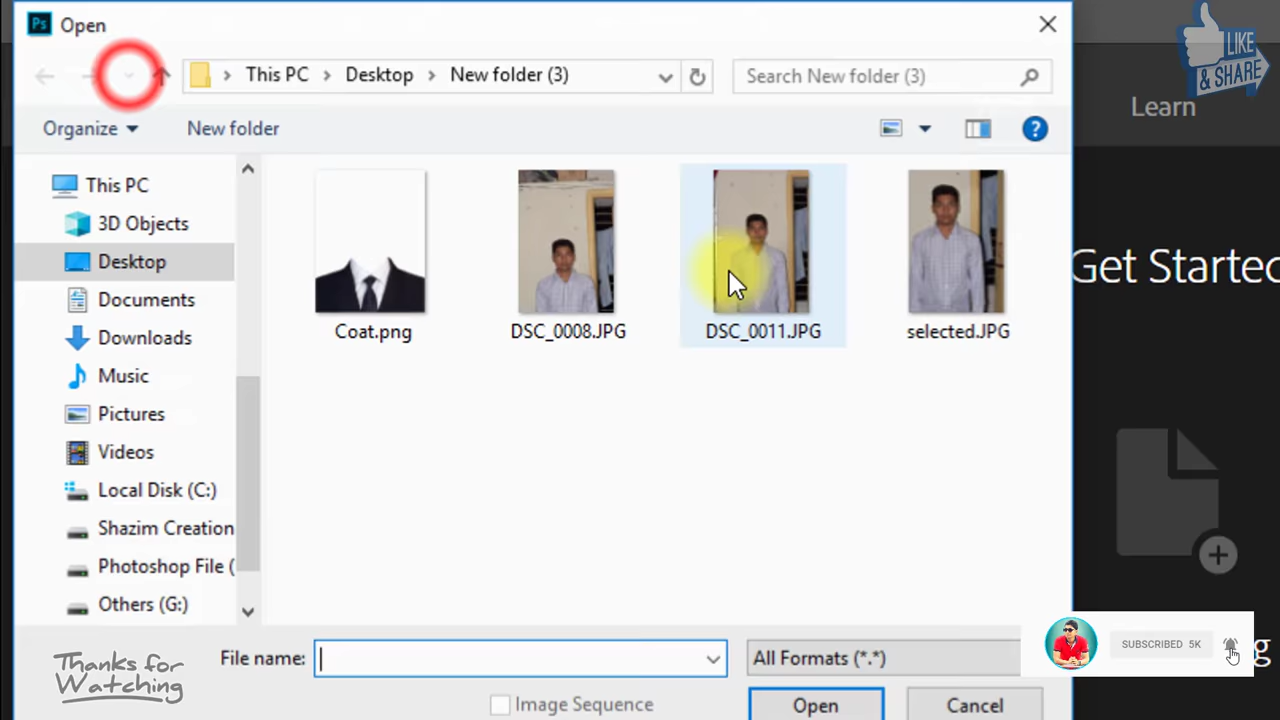 Ps Open
LIKE
& SHARE
This PC > Desktop > New folder (3)
Search New folder (3)
Learn
Organize
New folder
?
This PC
3D Objects
Desktop
Documents
Downloads
Music
Pictures
Videos
Local Disk (C:)
Shazim Creation
Photoshop File (
Others (G:)
Coat.png
DSC_0008.JPG
DSC_0011.JPG
selected.JPG
Get Started
SUBSCRIBED 5K
g
Thanks for
Watching
File name:
All Formats (*.*)
Image Sequence
Open
Cancel